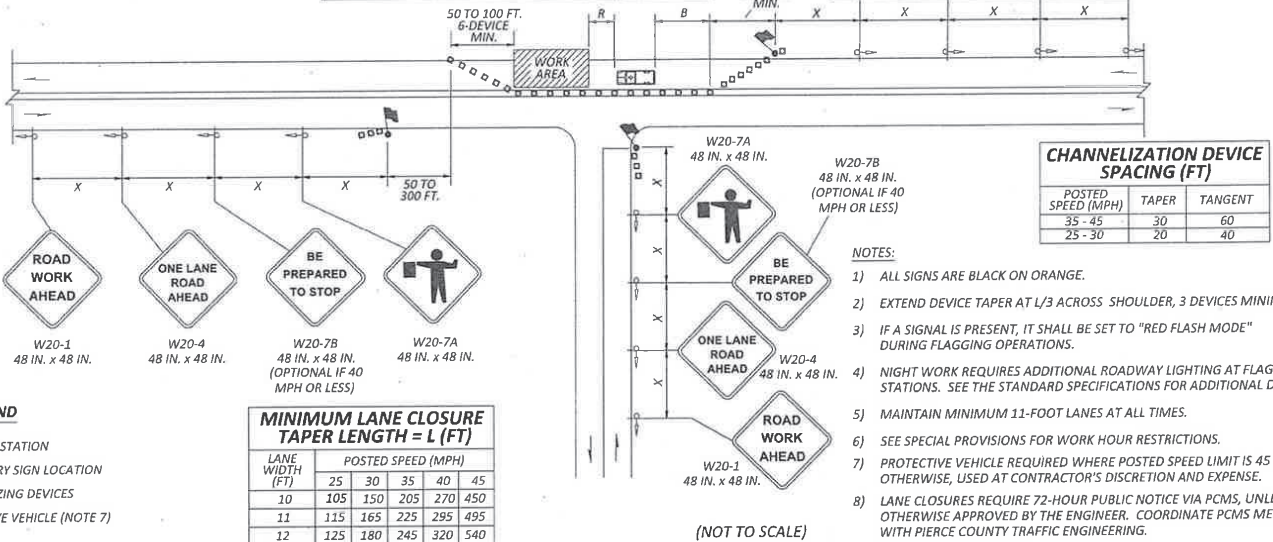 50 TO 100 FT.
6-DEVICE
MIN.
R
B
MIN.
X
X
X
X
WORK
AREA
X
X
X
X
50 TO
300 FT.
ROAD
WORK
AHEAD
W20-1
48 IN. x 48 IN.
ONE LANE
ROAD
AHEAD
W20-4
48 IN. x 48 IN.
BE
PREPARED
TO STOP
W20-7B
48 IN. x 48 IN.
(OPTIONAL IF 40
MPH OR LESS)
W20-7A
48 IN. x 48 IN.
W20-7A
48 IN. x 48 IN.
W20-7B
48 IN. x 48 IN.
(OPTIONAL IF 40
MPH OR LESS)
X
X
X
X
BE
PREPARED
TO STOP
ONE LANE
ROAD
AHEAD
W20-4
48 IN. x 48 IN.
ROAD
WORK
AHEAD
W20-1
48 IN. x 48 IN.
(NOT TO SCALE)
CHANNELIZATION DEVICE
SPACING (FT)
POSTED
SPEED (MPH) TAPER TANGENT
35 - 45 30 60
25 - 30 20 40
NOTES:
1) ALL SIGNS ARE BLACK ON ORANGE.
2) EXTEND DEVICE TAPER AT L/3 ACROSS SHOULDER, 3 DEVICES MINI
3) IF A SIGNAL IS PRESENT, IT SHALL BE SET TO "RED FLASH MODE"
DURING FLAGGING OPERATIONS.
4) NIGHT WORK REQUIRES ADDITIONAL ROADWAY LIGHTING AT FLAG
STATIONS. SEE THE STANDARD SPECIFICATIONS FOR ADDITIONAL D
5) MAINTAIN MINIMUM 11-FOOT LANES AT ALL TIMES.
6) SEE SPECIAL PROVISIONS FOR WORK HOUR RESTRICTIONS.
7) PROTECTIVE VEHICLE REQUIRED WHERE POSTED SPEED LIMIT IS 45
OTHERWISE, USED AT CONTRACTOR'S DISCRETION AND EXPENSE.
8) LANE CLOSURES REQUIRE 72-HOUR PUBLIC NOTICE VIA PCMS, UNLE
OTHERWISE APPROVED BY THE ENGINEER. COORDINATE PCMS ME
WITH PIERCE COUNTY TRAFFIC ENGINEERING.
ND
STATION
RY SIGN LOCATION
ZING DEVICES
VE VEHICLE (NOTE 7)
MINIMUM LANE CLOSURE
TAPER LENGTH = L (FT)
LANE
WIDTH
(FT)
POSTED SPEED (MPH)
25 30 35 40 45
10 105 150 205 270 450
11 115 165 225 295 495
12 125 180 245 320 540